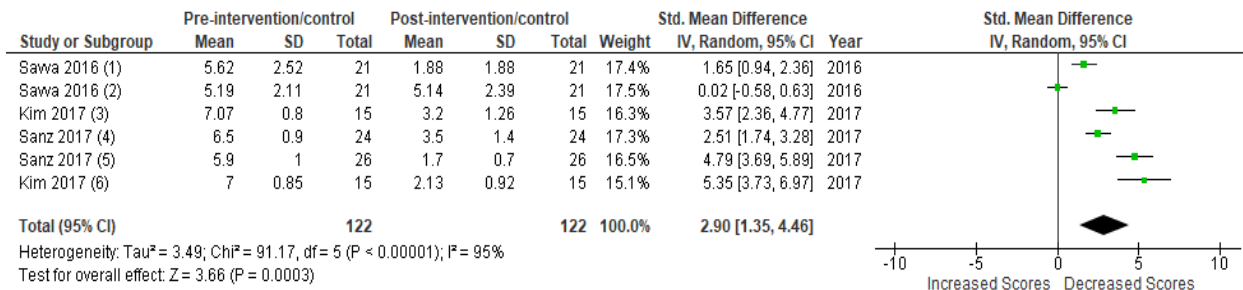 Pre-intervention/control Post-intervention/control Std. Mean Difference Std. Mean Difference
Study or Subgroup Mean SD Total Mean SD Total Weight IV, Random, 95% CI Year IV, Random, 95% CI
Sawa 2016 (1) 5.62 2.52 21 1.88 1.88 21 17.4% 1.65 [0.94, 2.36] 2016
Sawa 2016 (2) 5.19 2.11 21 5.14 2.39 21 17.5% 0.02 [-0.58, 0.63] 2016
Kim 2017 (3) 7.07 0.8 15 3.2 1.26 15 16.3% 3.57 [2.36, 4.77] 2017
Sanz 2017 (4) 6.5 0.9 24 3.5 1.4 24 17.3% 2.51 [1.74, 3.28] 2017
Sanz 2017 (5) 5.9 1 26 1.7 0.7 26 16.5% 4.79 [3.69, 5.89] 2017
Kim 2017 (6) 7 0.85 15 2.13 0.92 15 15.1% 5.35 [3.73, 6.97] 2017
Total (95% CI) 122 122 100.0% 2.90 [1.35, 4.46]
Heterogeneity: Tau² = 3.49; Chi² = 91.17, df = 5 (P < 0.00001); I² = 95%
Test for overall effect: Z = 3.66 (P = 0.0003)
-10 -5 0 5 10
Increased Scores Decreased Scores